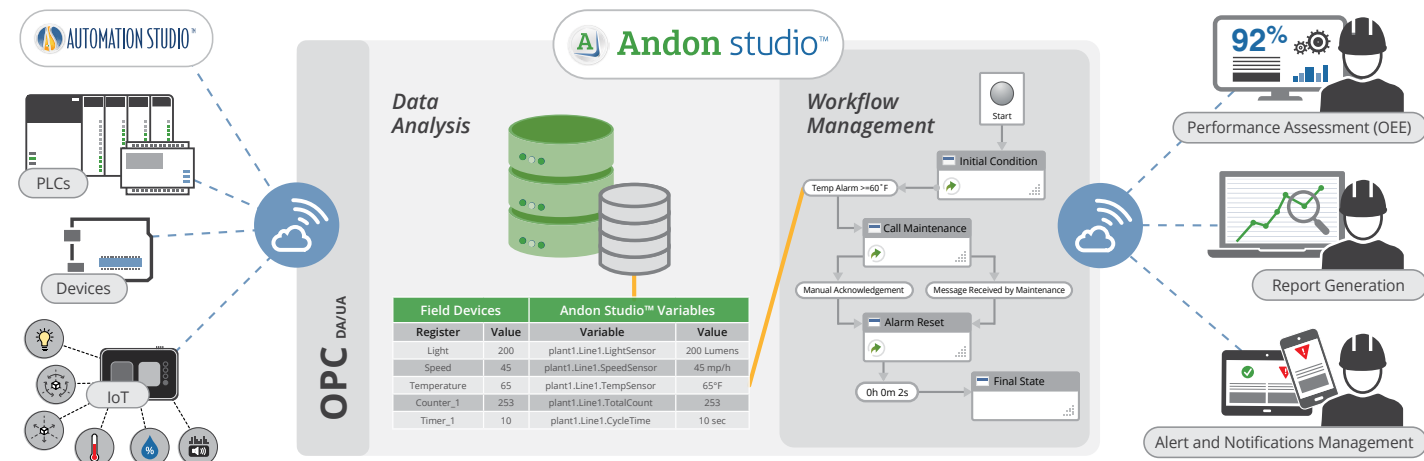 AUTOMATION STUDIO™
PLCs
Devices
IoT
%
OPC DA/UA
Andon studio™
Data
Analysis
Field Devices Andon Studio™ Variables
Register Value Variable Value
Light 200 plant1.Line1.LightSensor 200 Lumens
Speed 45 plant1.Line1.SpeedSensor 45 mp/h
Temperature 65 plant1.Line1.TempSensor 65°F
Counter_1 253 plant1.Line1.TotalCount 253
Timer_1 10 plant1.Line1.CycleTime 10 sec
Workflow
Management
Start
Initial Condition
Temp Alarm >=60˚F
Call Maintenance
Manual Acknowledgement
Message Received by Maintenance
Alarm Reset
0h 0m 2s
Final State
92%
Performance Assessment (OEE)
Report Generation
Alert and Notifications Management